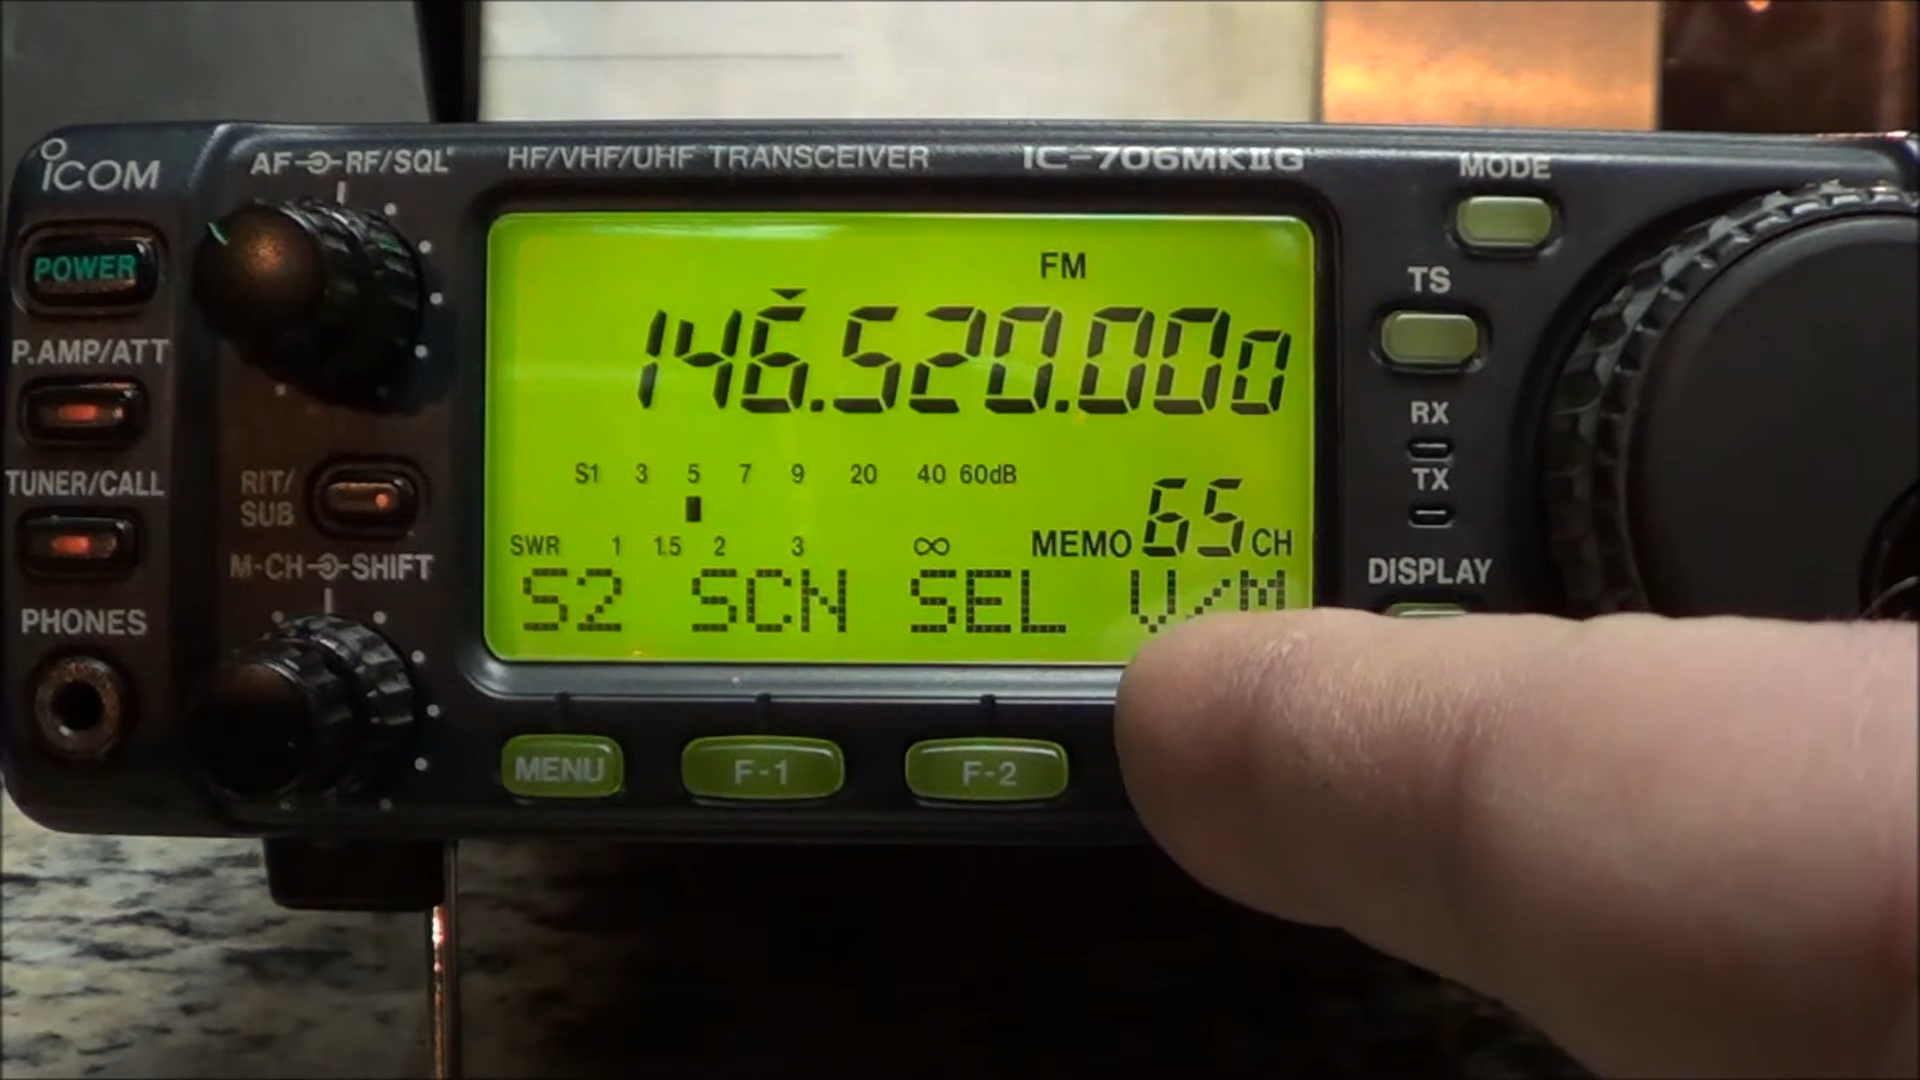 ICOM
AF RF/SQL
HF/VHF/UHF TRANSCEIVER
IC-706MKIIG
MODE
POWER
FM
TS
146.520.000
P.AMP/ATT
RX
S1 3 5 7 9 20 40 60dB
TX
TUNER/CALL
RIT/
SUB
MEMO 65 CH
SWR 1 1.5 2 3 ∞
M-CH SHIFT
DISPLAY
S2 SCN SEL V/M
PHONES
MENU
F-1
F-2